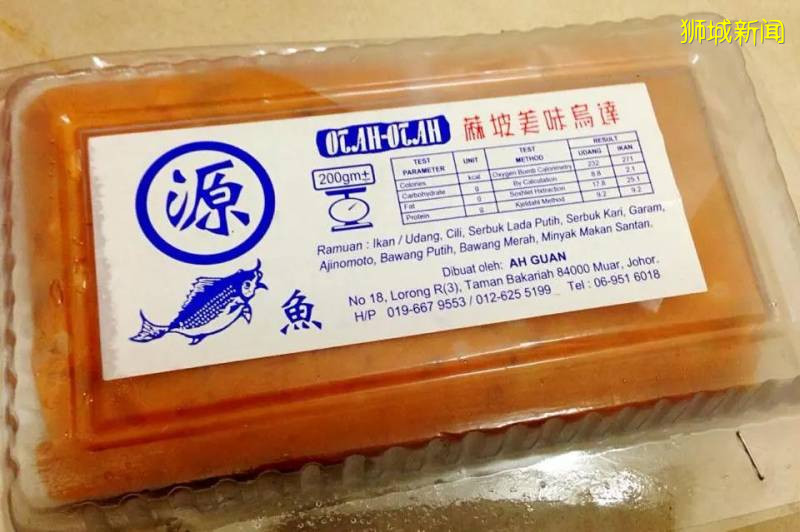 狮城新闻
OTAH-OTAH 蔴坡美味烏達
源
200gm±
TEST PARAMETER UNIT TEST METHOD RESULT
UDANG IKAN
Calories kcal Oxygen Bomb Calorimetry 232 271
Carbohydrate g By Calculation 8.8 2.1
Fat g Soxhlet Hxtraction 17.8 25.1
Protein g Kjeldahl Method 9.2 9.2
Ramuan : Ikan / Udang, Cili, Serbuk Lada Putih, Serbuk Kari, Garam,
Ajinomoto, Bawang Putih, Bawang Merah, Minyak Makan Santan.
Dibuat oleh: AH GUAN
No 18, Lorong R(3), Taman Bakariah 84000 Muar, Johor.
H/P 019-667 9553 / 012-625 5199 Tel : 06-951 6018
魚